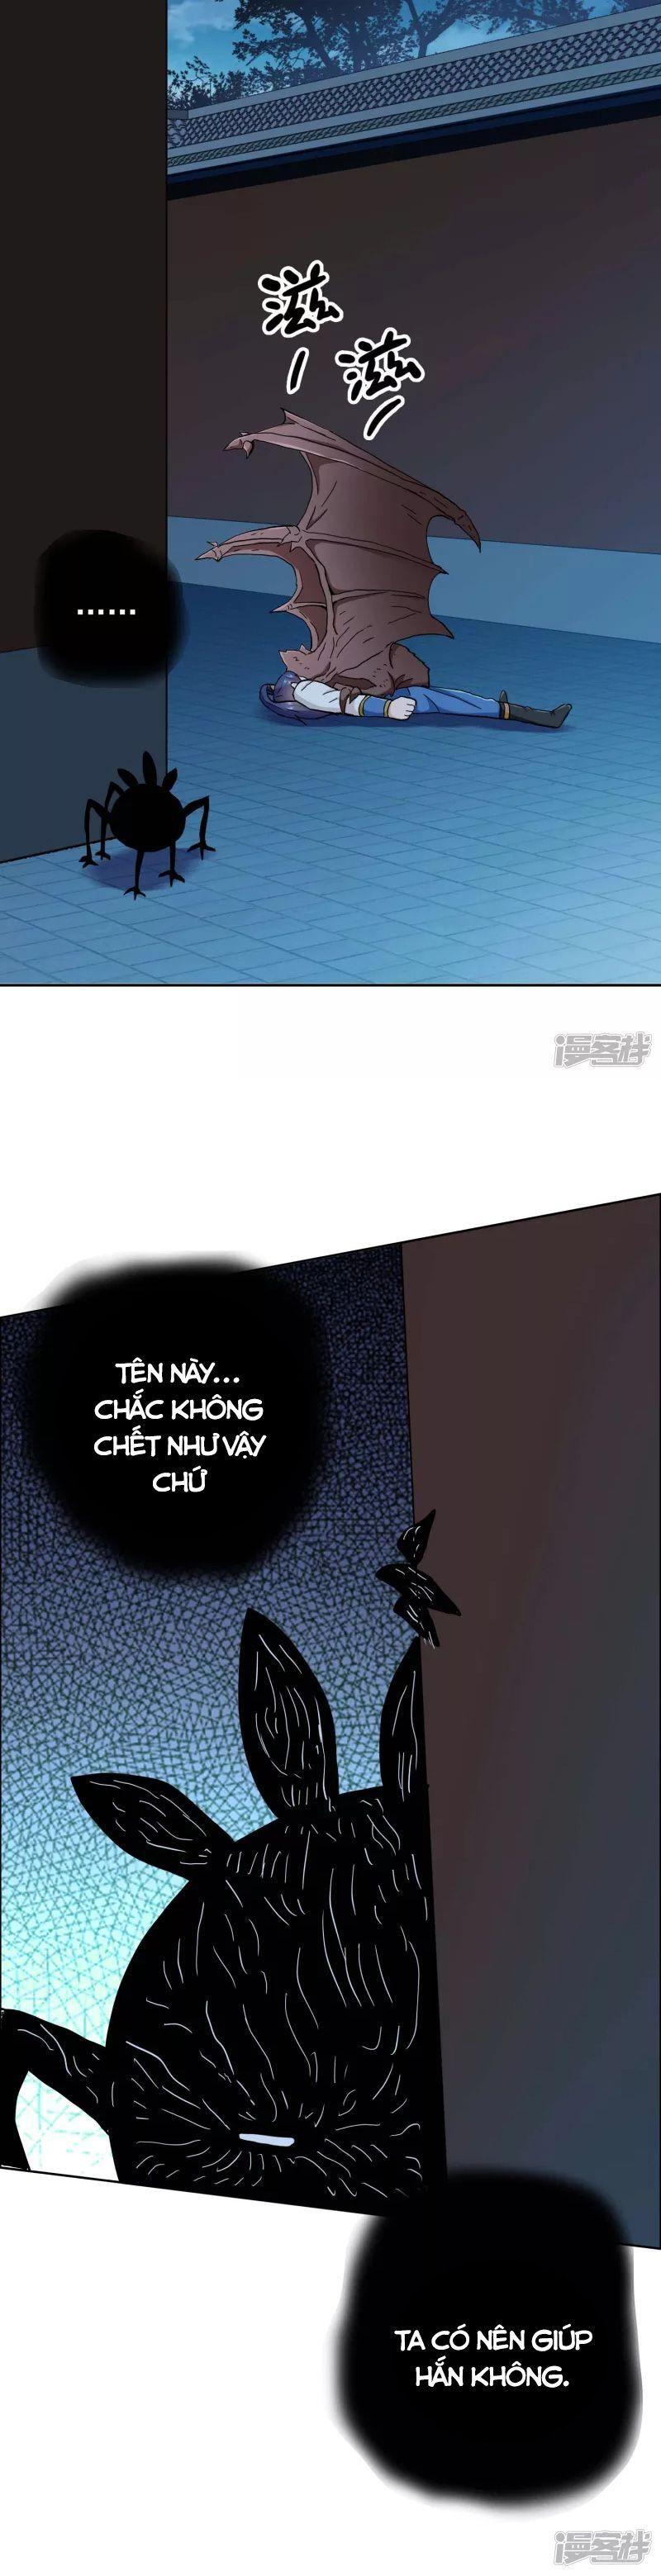 滋
滋
......
漫客栈
TÊN NÀY...
CHẮC KHÔNG
CHẾT NHƯ VẬY
CHỨ
TA CÓ NÊN GIÚP
HẮN KHÔNG.
漫客栈